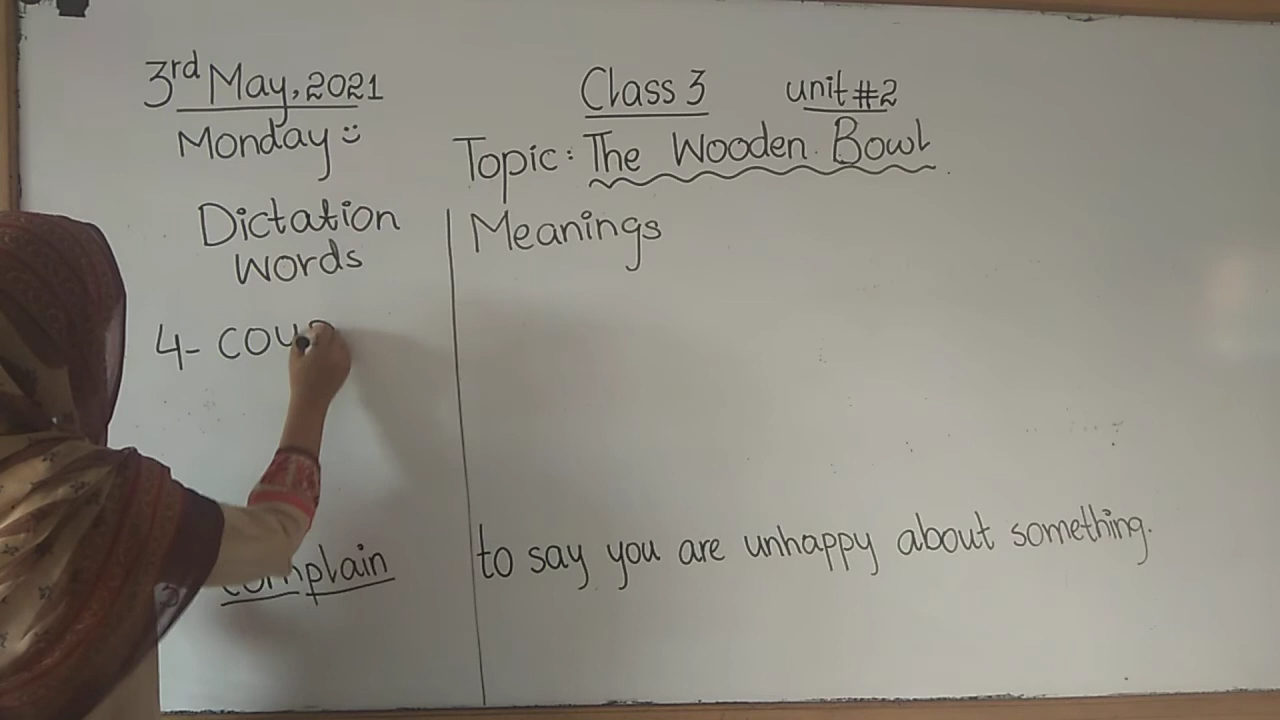 3rd May, 2021
Monday
Class 3 unit #2
Topic: The Wooden Bowl
Dictation words
Meanings
4- cou
complain
to say you are unhappy about something.